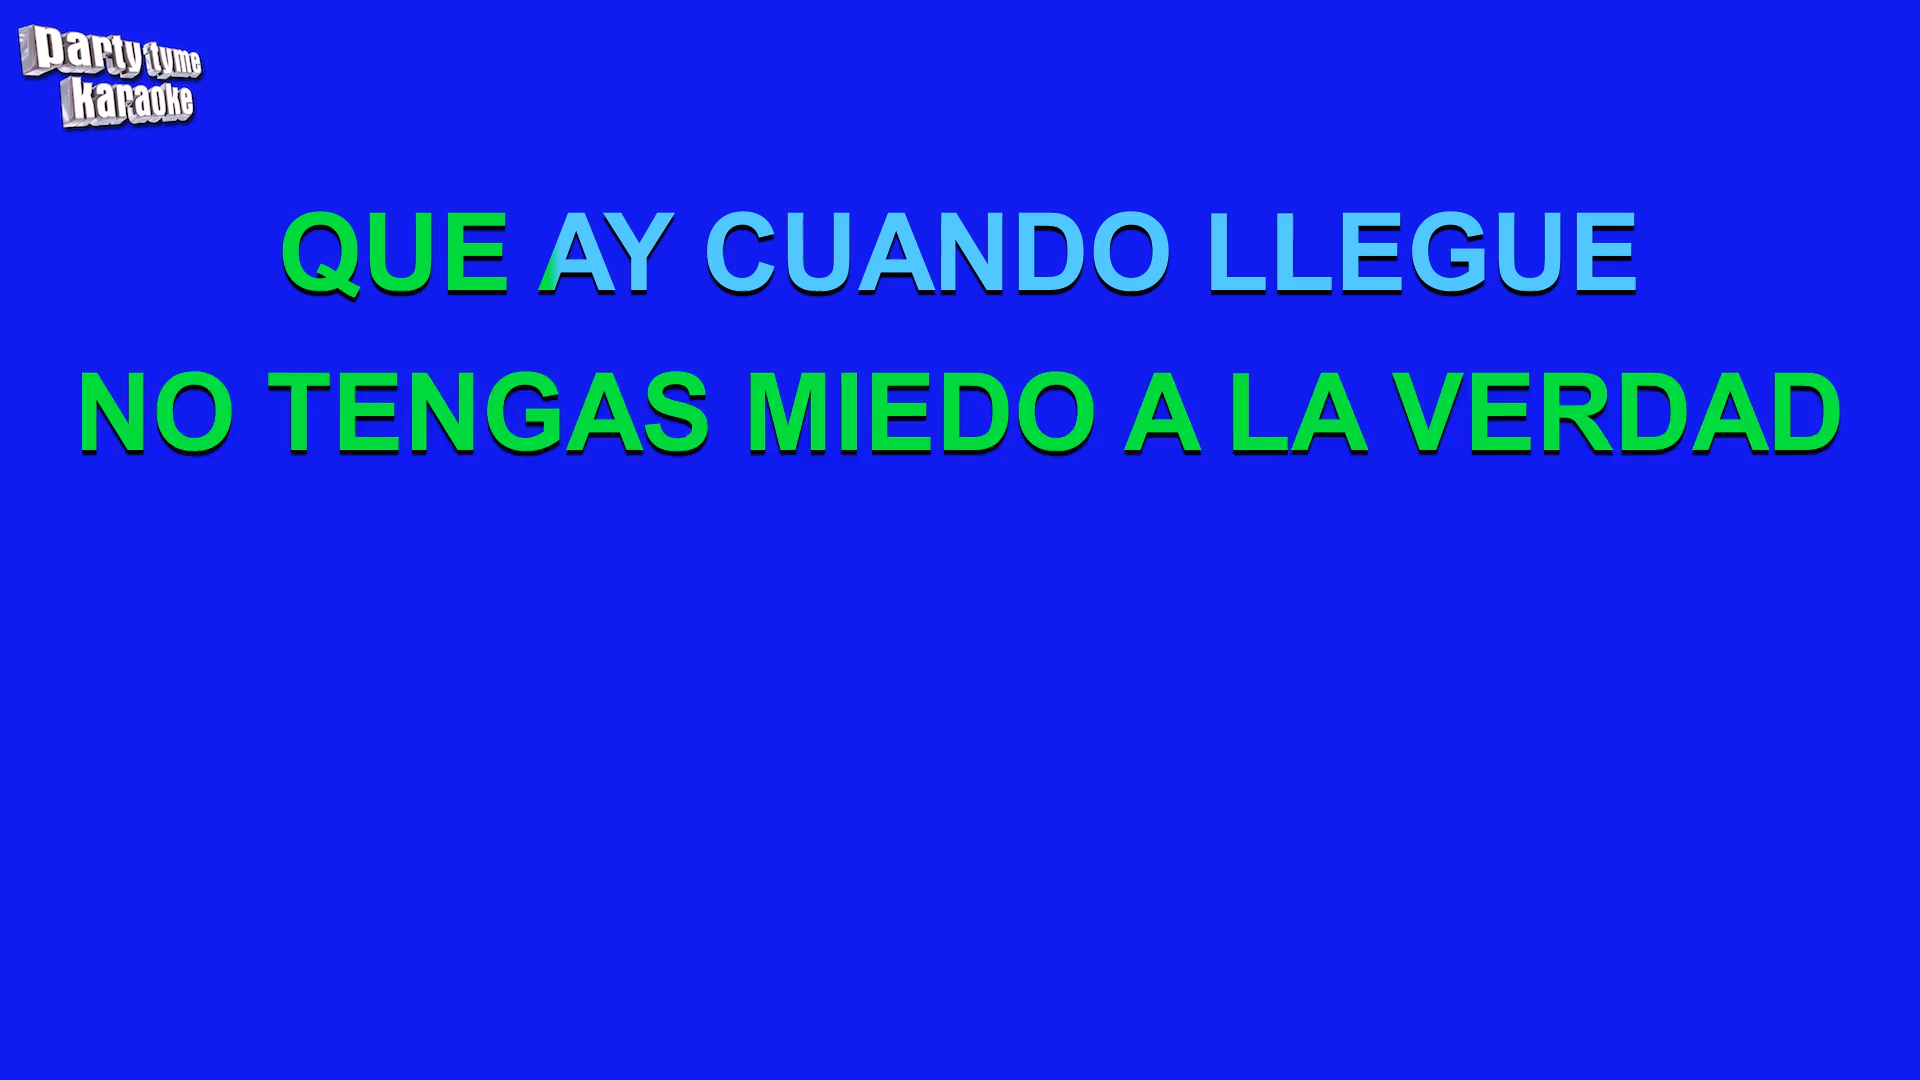 party tyme
karaoke
QUE AY CUANDO LLEGUE
NO TENGAS MIEDO A LA VERDAD